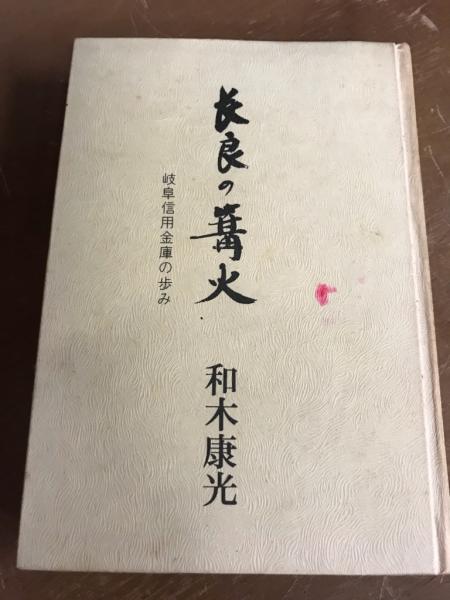 長良の篝火
岐阜信用金庫の歩み
和木康光